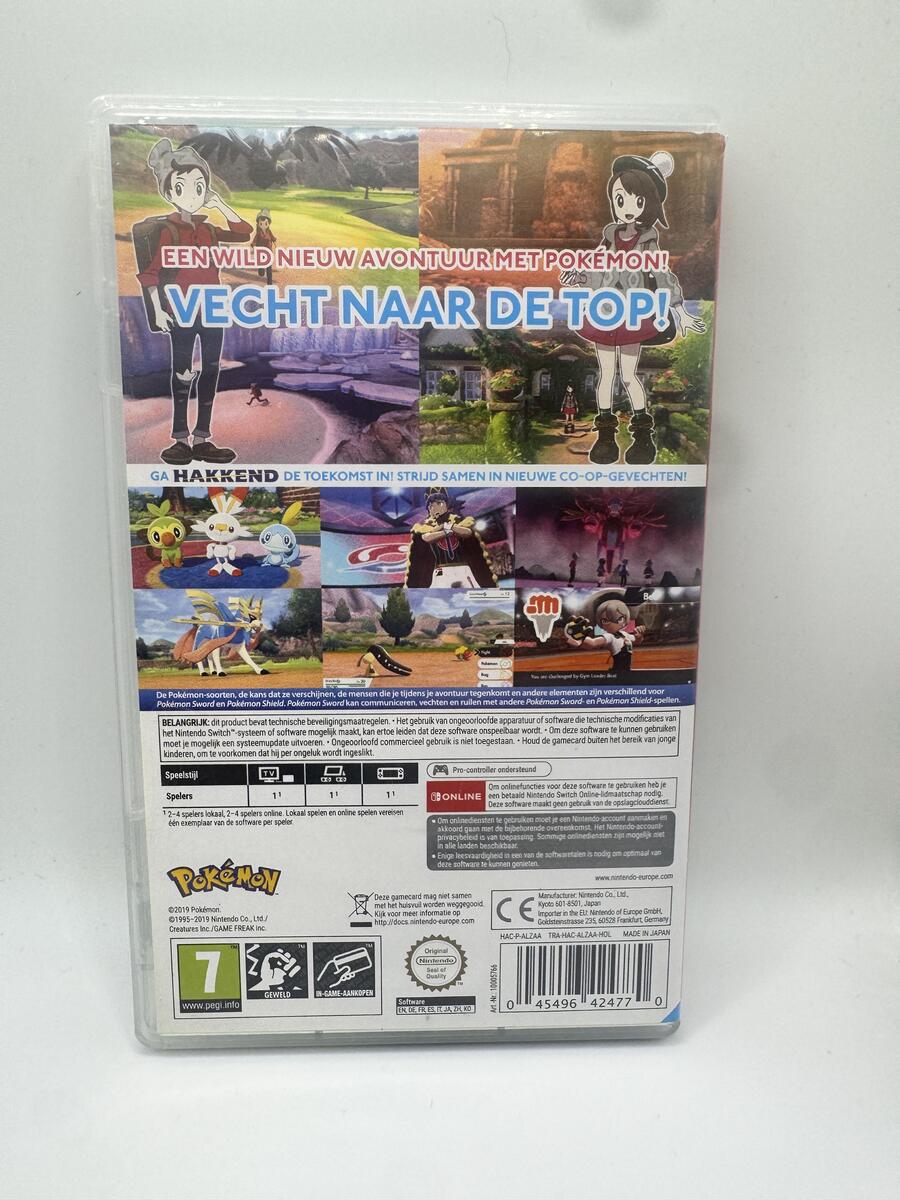 EEN WILD NIEUW AVONTUUR MET POKÉMON!
VECHT NAAR DE TOP!
GA HAKKEND DE TOEKOMST IN! STRIJD SAMEN IN NIEUWE CO-OP-GEVECHTEN!
Fight
Pokémon
Bag
Run
You are challenged by Gym Leader Bea!
De Pokémon-soorten, de kans dat ze verschijnen, de mensen die je tijdens je avontuur tegenkomt en andere elementen zijn verschillend voor
Pokémon Sword en Pokémon Shield. Pokémon Sword kan communiceren, vechten en ruilen met andere Pokémon Sword- en Pokémon Shield-spellen.
BELANGRIJK: dit product bevat technische beveiligingsmaatregelen. • Het gebruik van ongeoorloofde apparatuur of software die technische modificaties van
het Nintendo Switch™-systeem of software mogelijk maakt, kan ertoe leiden dat deze software onspeelbaar wordt. • Om deze software te kunnen gebruiken
moet je mogelijk een systeemupdate uitvoeren. • Ongeoorloofd commercieel gebruik is niet toegestaan. • Houd de gamecard buiten het bereik van jonge
kinderen, om te voorkomen dat hij per ongeluk wordt ingeslikt.
Speelstijl
TV
Spelers 1¹ 1¹ 1¹
¹ 2-4 spelers lokaal, 2-4 spelers online. Lokaal spelen en online spelen vereisen
één exemplaar van de software per speler.
Pro-controller ondersteund
ONLINE
Om onlinefuncties voor deze software te gebruiken heb je
een betaald Nintendo Switch Online-lidmaatschap nodig.
Deze software maakt geen gebruik van de opslagclouddienst.
• Om onlinediensten te gebruiken moet je een Nintendo-account aanmaken en
akkoord gaan met de bijbehorende overeenkomst. Het Nintendo-account-
privacybeleid is van toepassing. Sommige onlinediensten zijn mogelijk niet
in alle landen beschikbaar.
• Enige leesvaardigheid in een van de softwaretalen is nodig om optimaal van
deze software te kunnen genieten.
www.nintendo-europe.com
POKéMON
©2019 Pokémon.
©1995-2019 Nintendo Co., Ltd./
Creatures Inc./GAME FREAK inc.
Deze gamecard mag niet samen
met het huisvuil worden weggegooid.
Kijk voor meer informatie op
http://docs.nintendo-europe.com
CE
Manufacturer: Nintendo Co., Ltd.,
Kyoto 601-8501, Japan
Importer in the EU: Nintendo of Europe GmbH,
Goldsteinstrasse 235, 60528 Frankfurt, Germany
HAC-P-ALZAA TRA-HAC-ALZAA-HOL MADE IN JAPAN
7
www.pegi.info
GEWELD
IN-GAME-AANKOPEN
Original
Nintendo
Seal of
Quality
Software
EN, DE, FR, ES, IT, JA, ZH, KO
Art.-Nr.: 10005766
0 45496 42477 0